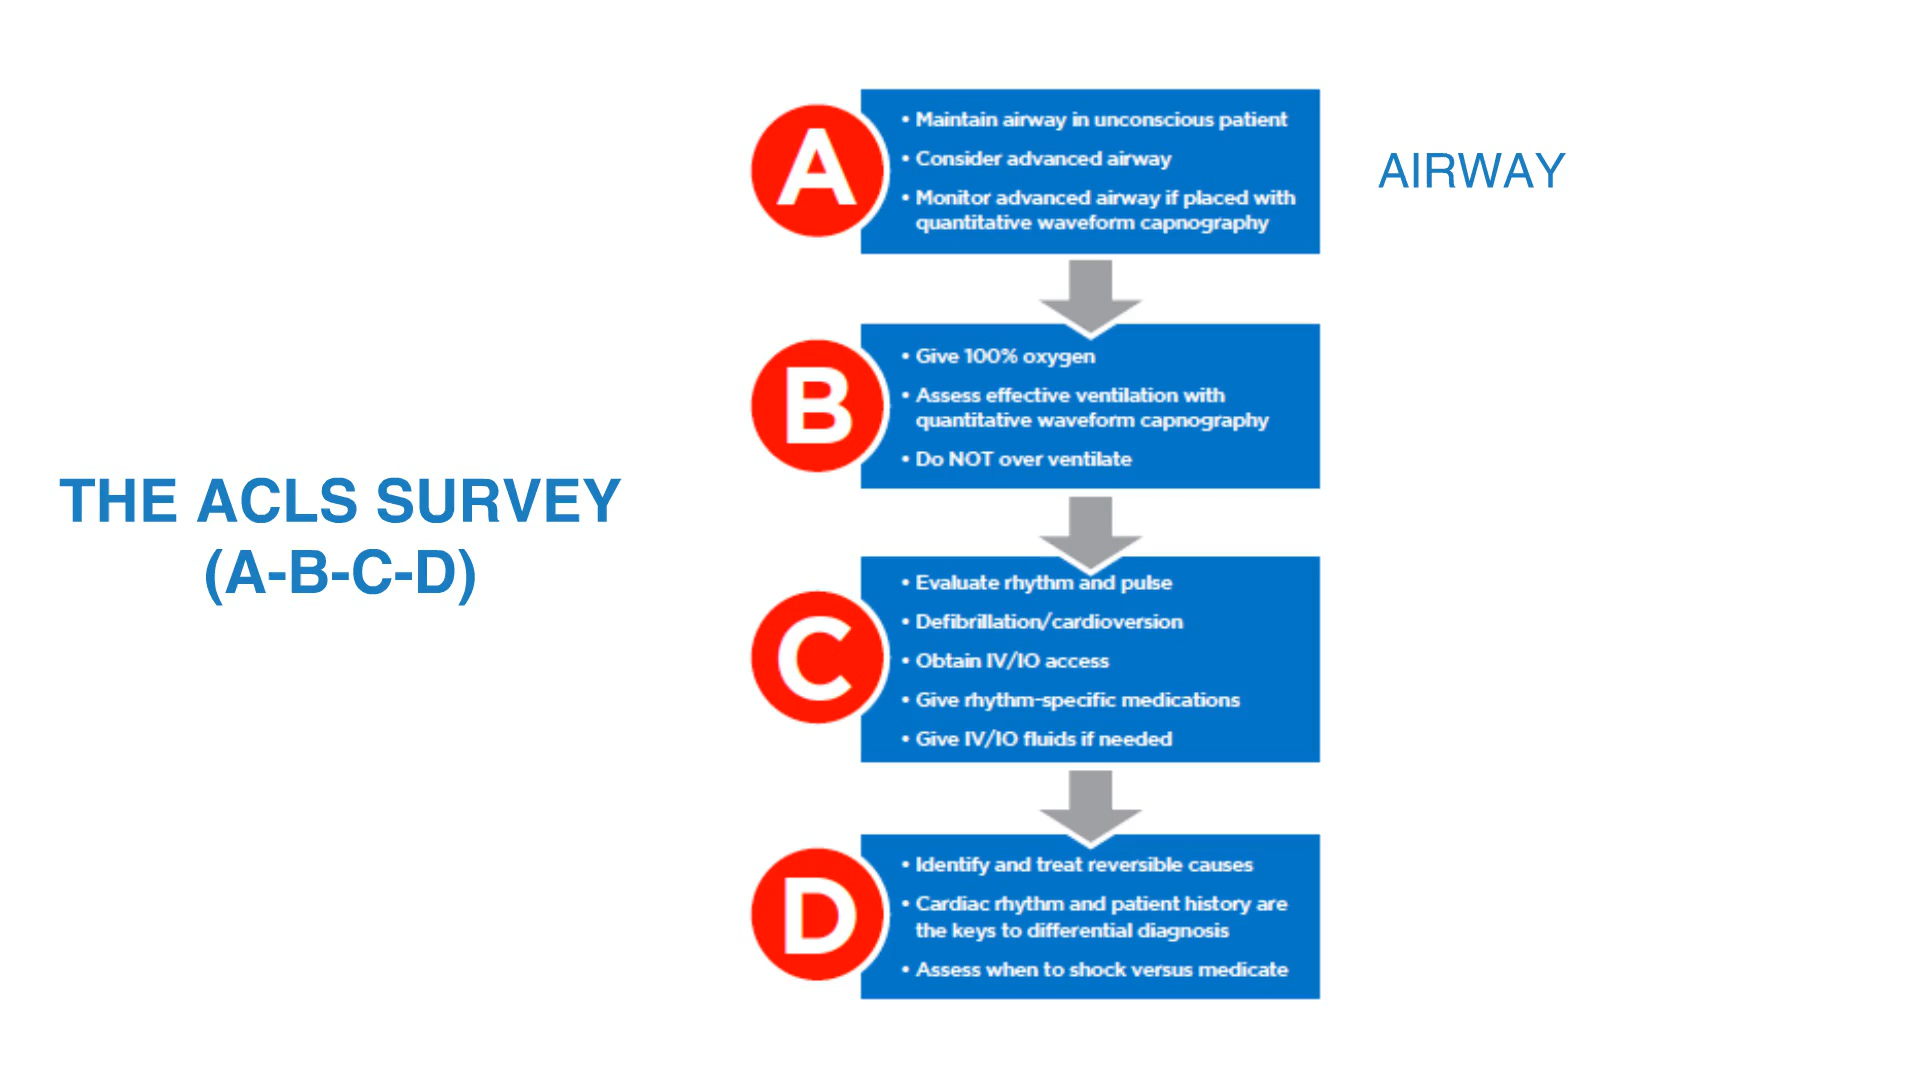 THE ACLS SURVEY
(A-B-C-D)
A
• Maintain airway in unconscious patient
• Consider advanced airway
• Monitor advanced airway if placed with
quantitative waveform capnography
AIRWAY
B
• Give 100% oxygen
• Assess effective ventilation with
quantitative waveform capnography
• Do NOT over ventilate
C
• Evaluate rhythm and pulse
• Defibrillation/cardioversion
• Obtain IV/IO access
• Give rhythm-specific medications
• Give IV/IO fluids if needed
D
• Identify and treat reversible causes
• Cardiac rhythm and patient history are
the keys to differential diagnosis
• Assess when to shock versus medicate